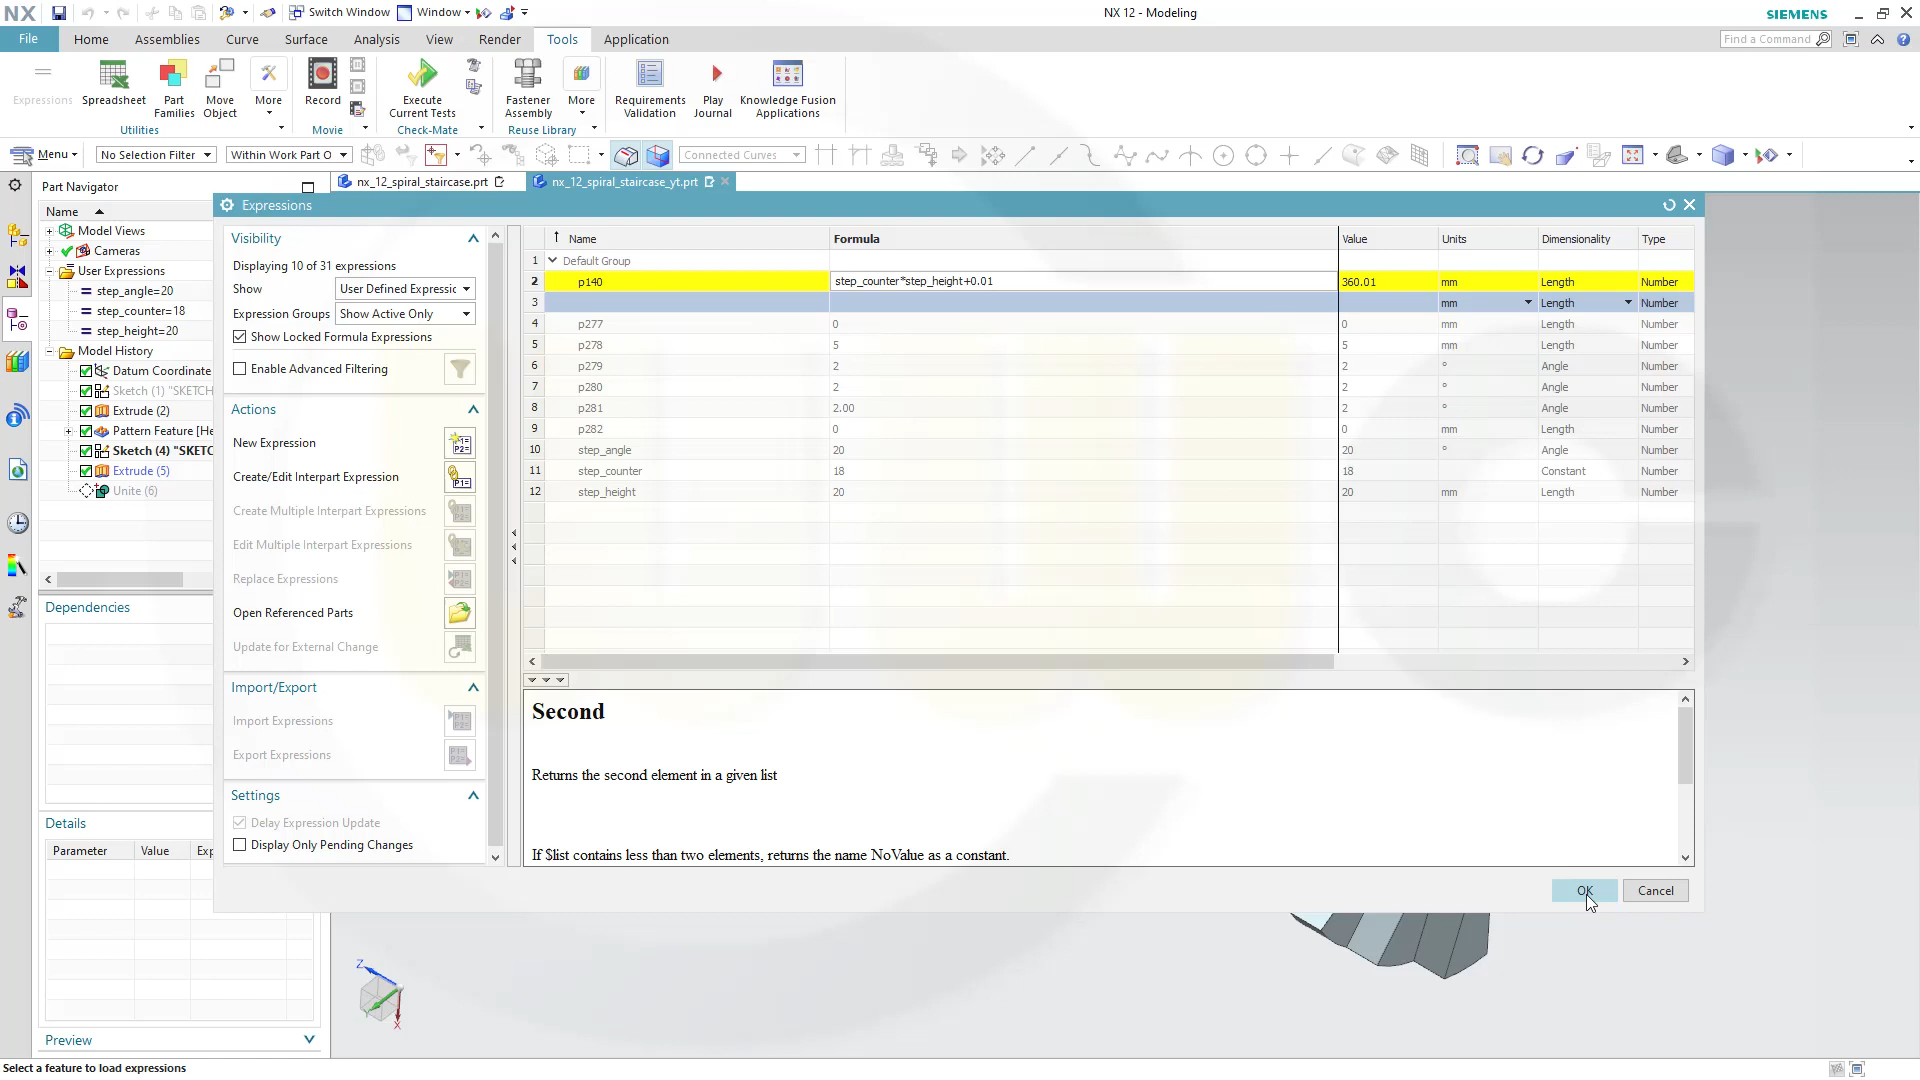 NX Switch Window Window NX 12 - Modeling SIEMENS
File Home Assemblies Curve Surface Analysis View Render Tools Application Find a Command
Expressions Spreadsheet Part Families Move Object More Record Execute Current Tests Fastener Assembly More Requirements Validation Play Journal Knowledge Fusion Applications
Utilities Movie Check-Mate Reuse Library
Menu No Selection Filter Within Work Part O Connected Curves
Part Navigator nx_12_spiral_staircase.prt nx_12_spiral_staircase_yt.prt
Name
Model Views
Cameras
User Expressions
step_angle=20
step_counter=18
step_height=20
Model History
Datum Coordinate
Sketch (1) "SKETCH
Extrude (2)
Pattern Feature [He
Sketch (4) "SKETC
Extrude (5)
Unite (6)
Dependencies
Details
Parameter Value Exp
Preview
Expressions
Visibility
Displaying 10 of 31 expressions
Show User Defined Expressic
Expression Groups Show Active Only
Show Locked Formula Expressions
Enable Advanced Filtering
Actions
New Expression
Create/Edit Interpart Expression
Create Multiple Interpart Expressions
Edit Multiple Interpart Expressions
Replace Expressions
Open Referenced Parts
Update for External Change
Import/Export
Import Expressions
Export Expressions
Settings
Delay Expression Update
Display Only Pending Changes
Name Formula Value Units Dimensionality Type
1 Default Group
2 p140 step_counter*step_height+0.01 360.01 mm Length Number
3 mm Length Number
4 p277 0 0 mm Length Number
5 p278 5 5 mm Length Number
6 p279 2 2 ° Angle Number
7 p280 2 2 ° Angle Number
8 p281 2.00 2 ° Angle Number
9 p282 0 0 mm Length Number
10 step_angle 20 20 ° Angle Number
11 step_counter 18 18 Constant Number
12 step_height 20 20 mm Length Number
Second
Returns the second element in a given list
If $list contains less than two elements, returns the name NoValue as a constant.
OK Cancel
Z
Y
X
Select a feature to load expressions